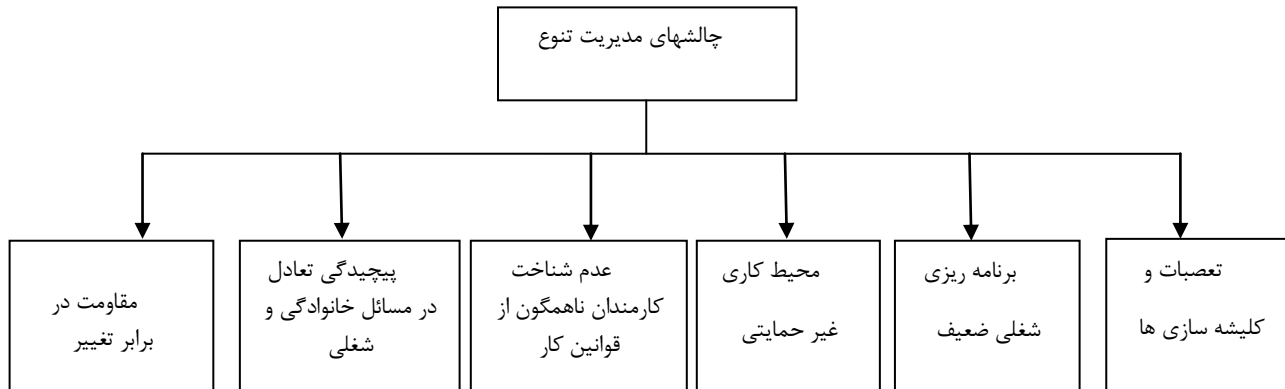 چالشهای مدیریت تنوع
تعصبات و
کلیشه سازی ها
برنامه ریزی
شغلی ضعیف
محیط کاری
غیر حمایتی
عدم شناخت
کارمندان ناهمگون از
قوانین کار
پیچیدگی تعادل
در مسائل خانوادگی و
شغلی
مقاومت در
برابر تغییر